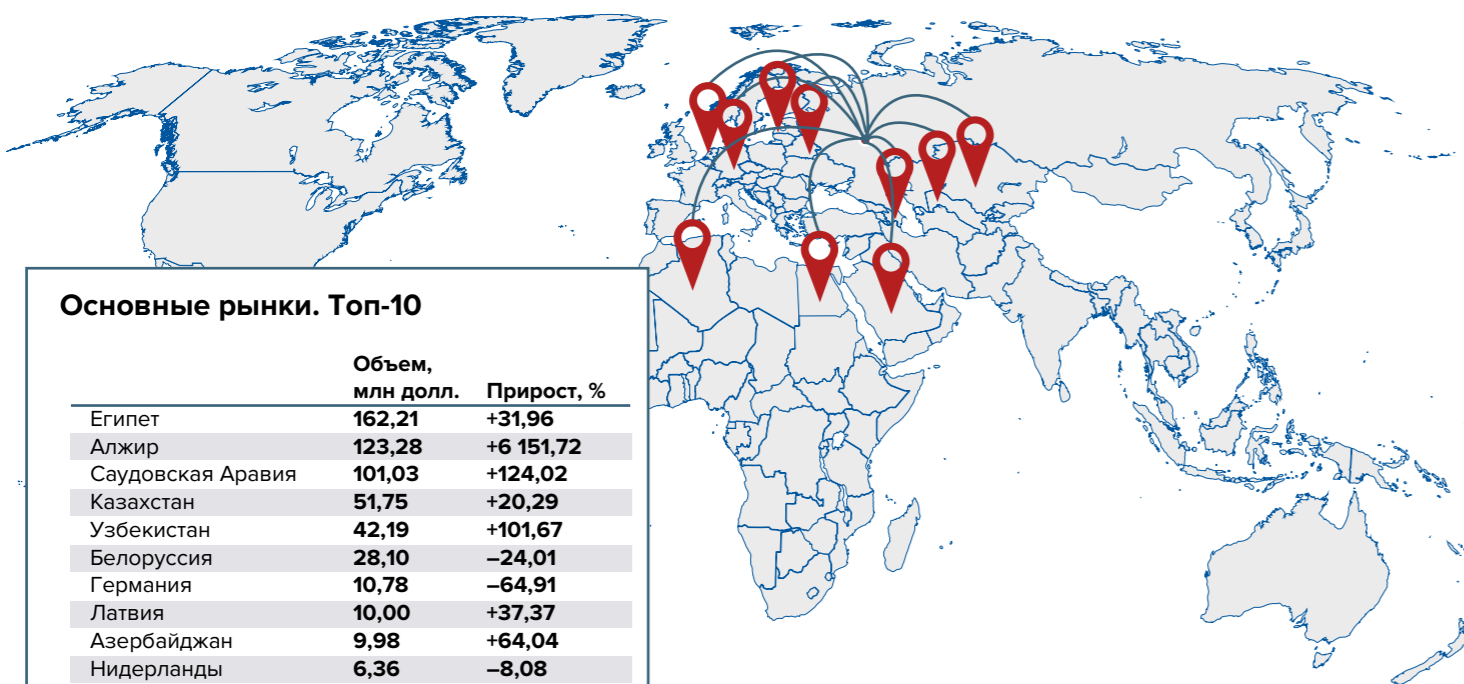 Основные рынки. Топ-10
Объем,
млн долл. Прирост, %
Египет 162,21 +31,96
Алжир 123,28 +6 151,72
Саудовская Аравия 101,03 +124,02
Казахстан 51,75 +20,29
Узбекистан 42,19 +101,67
Белоруссия 28,10 –24,01
Германия 10,78 –64,91
Латвия 10,00 +37,37
Азербайджан 9,98 +64,04
Нидерланды 6,36 –8,08